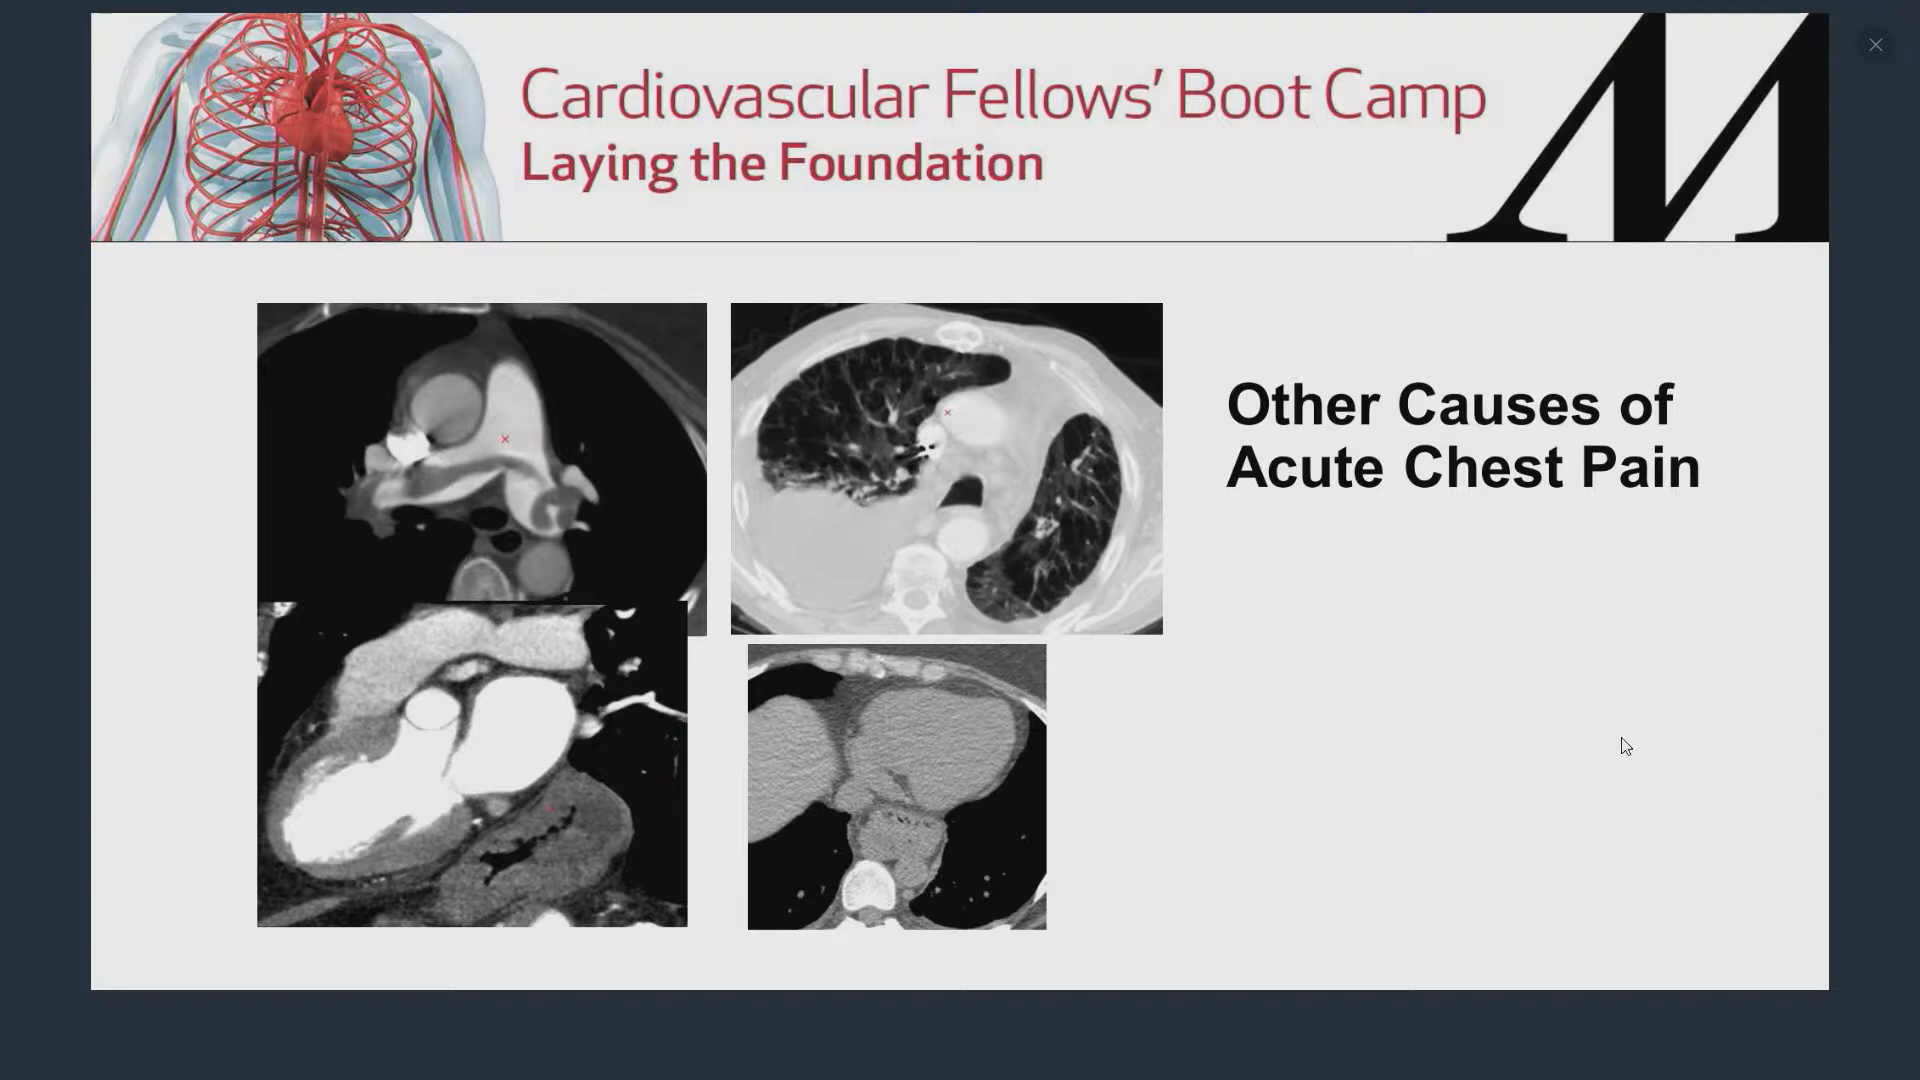 Cardiovascular Fellows’ Boot Camp
Laying the Foundation
M
Other Causes of
Acute Chest Pain